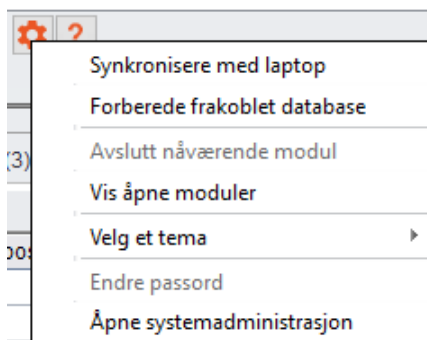 ?
Synkronisere med laptop
Forberede frakoblet database
Avslutt nåværende modul
(3)
Vis åpne moduler
Velg et tema
Endre passord
Åpne systemadministrasjon